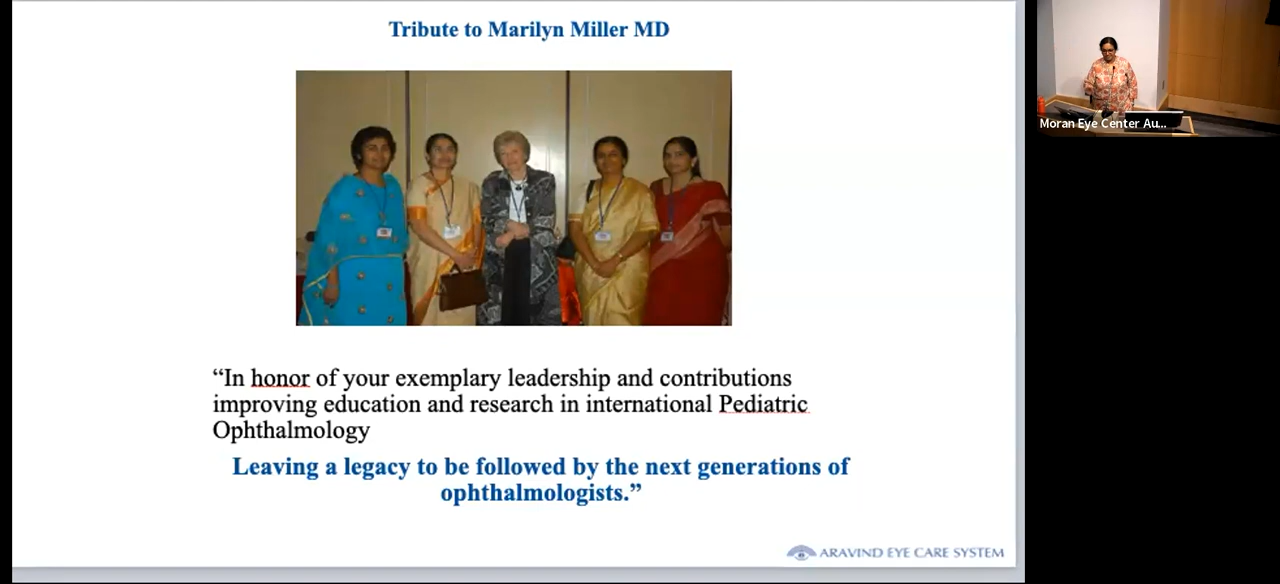 Tribute to Marilyn Miller MD
Moran Eye Center Au...
“In honor of your exemplary leadership and contributions
improving education and research in international Pediatric
Ophthalmology
Leaving a legacy to be followed by the next generations of
ophthalmologists.”
ARAVIND EYE CARE SYSTEM